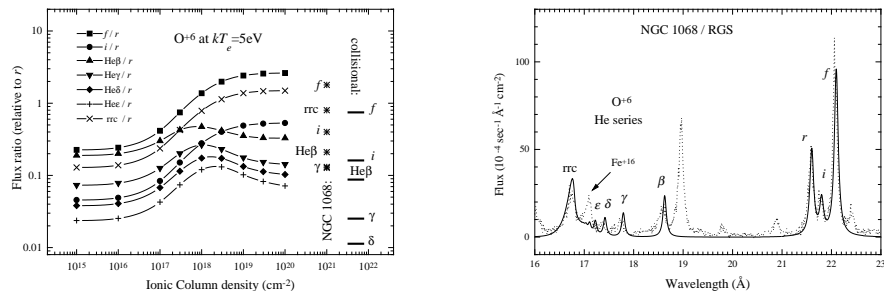 O+6 at kTe=5eV
f / r
i / r
Heβ / r
Heγ / r
Heδ / r
Heε / r
rrc / r
10
1
0.1
0.01
Flux ratio (relative to r)
10^15 10^16 10^17 10^18 10^19 10^20 10^21 10^22
Ionic Column density (cm-2)
NGC 1068:
f
rrc
i
Heβ
γ
collisional:
f
i
Heβ
γ
δ
NGC 1068 / RGS
O+6
He series
Fe+16
rrc
ε
δ
γ
β
r
i
f
0
50
100
Flux (10-4 sec-1 Å-1 cm-2)
16 17 18 19 20 21 22 23
Wavelength (Å)